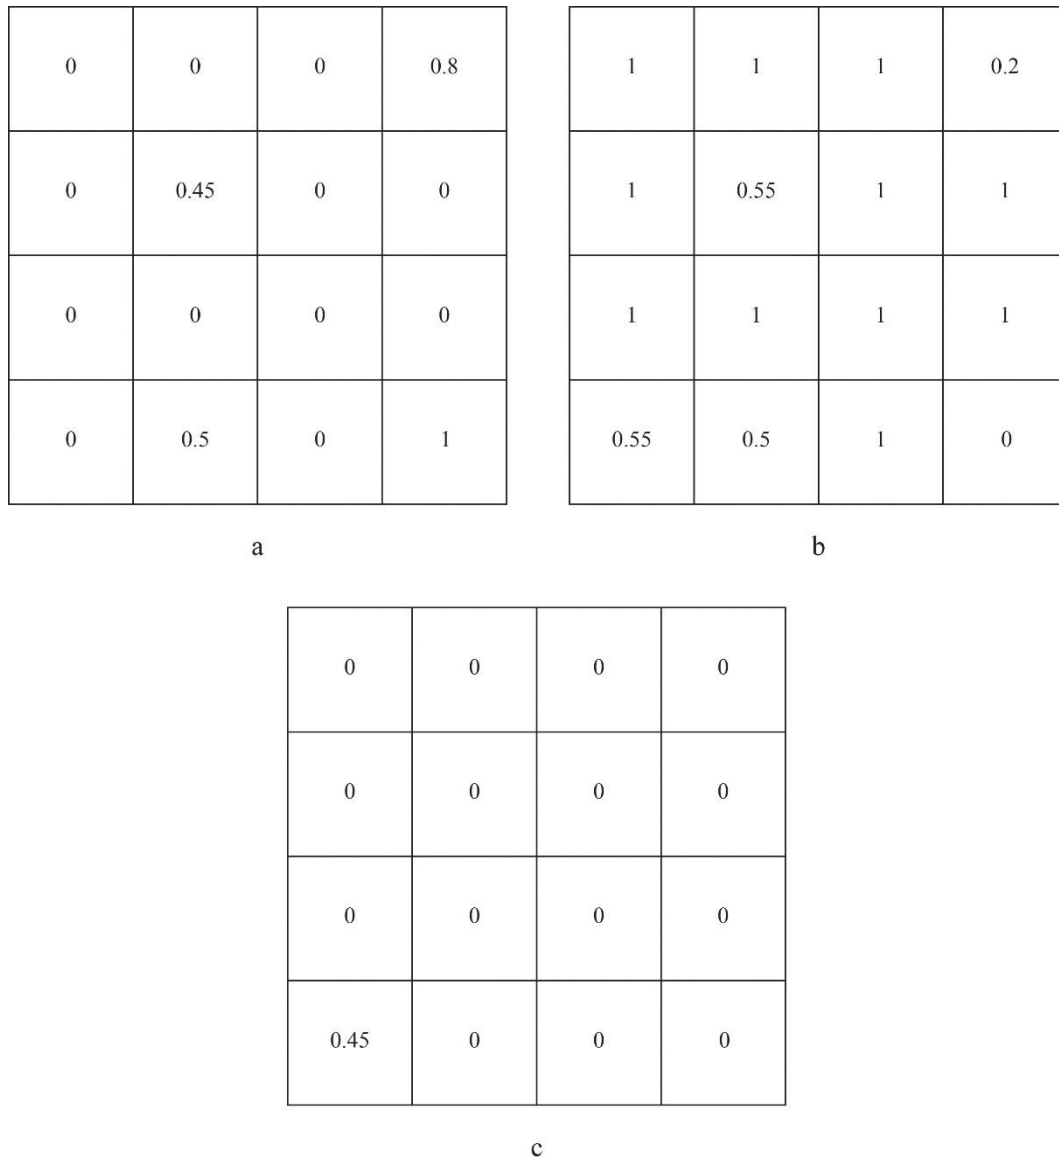 0 0 0 0.8 1 1 1 0.2
0 0.45 0 0 1 0.55 1 1
0 0 0 0 1 1 1 1
0 0.5 0 1 0.55 0.5 1 0
a b
0 0 0 0
0 0 0 0
0 0 0 0
0.45 0 0 0
c